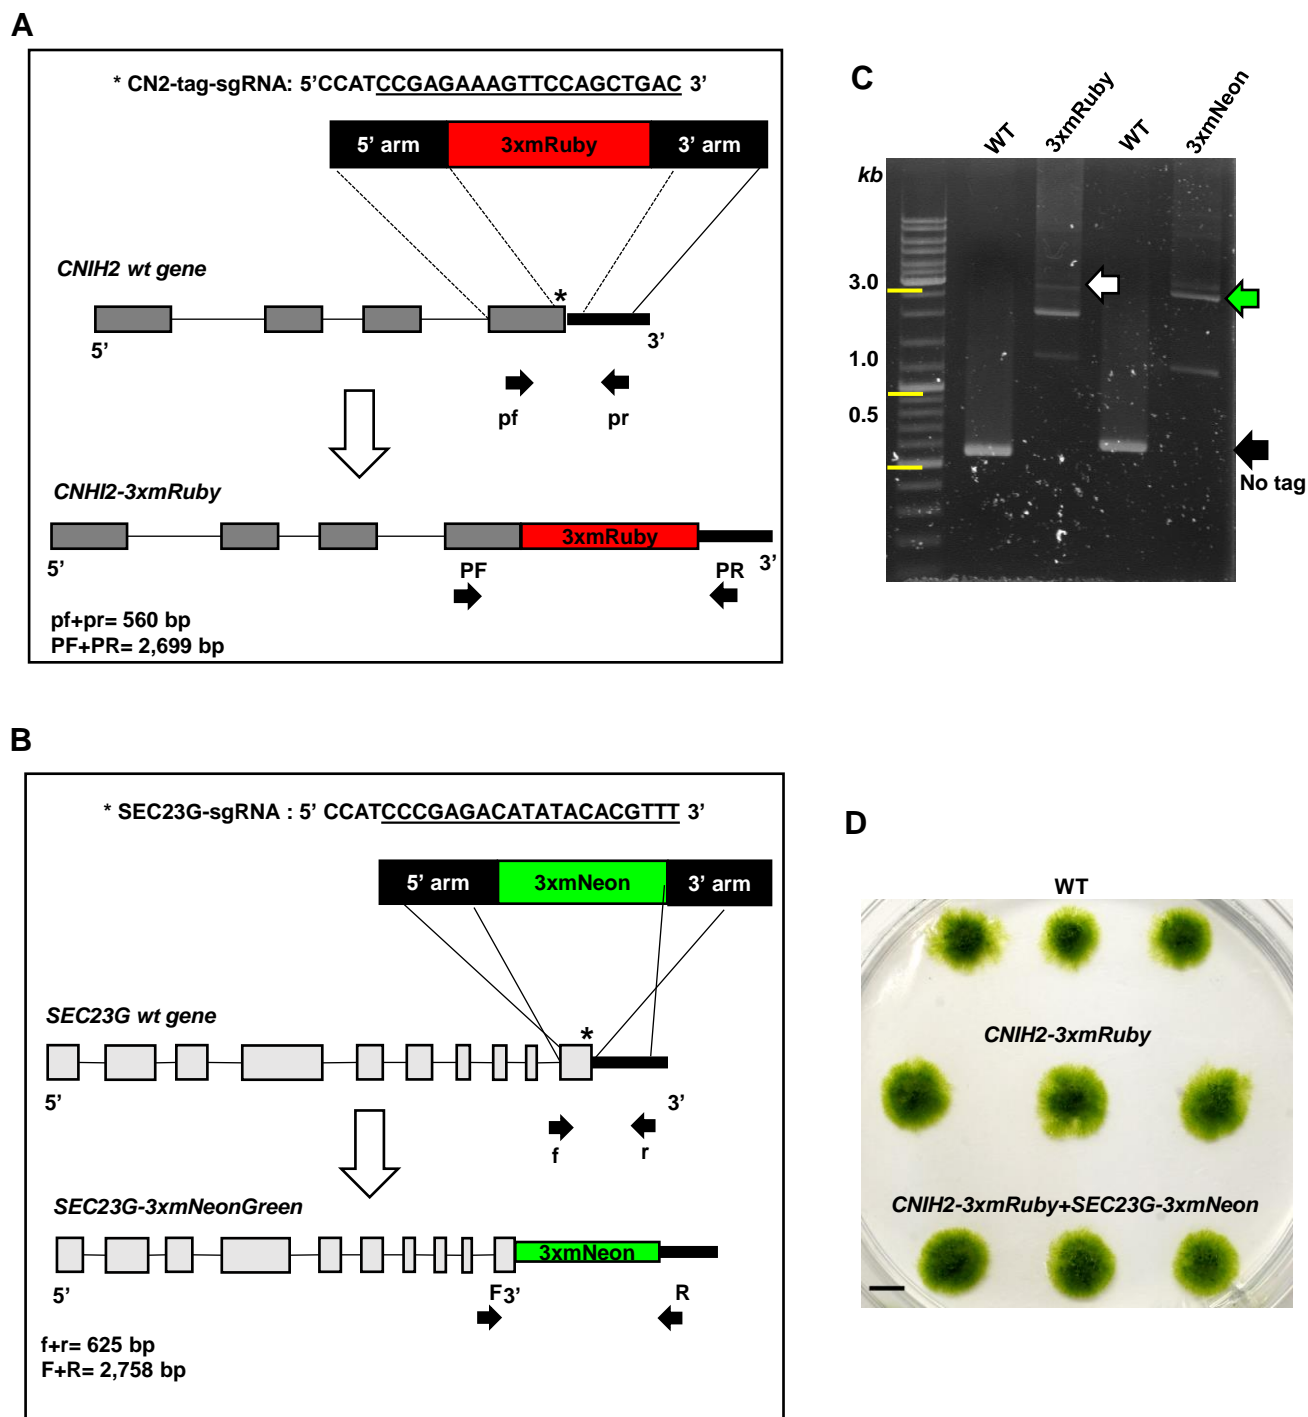 A
* CN2-tag-sgRNA: 5'CCATCCGAGAAAGTTCCAGCTGAC 3'
5' arm 3xmRuby 3' arm
CNIH2 wt gene
*
5' 3'
pf pr
CNHI2-3xmRuby
3xmRuby
5' 3'
PF PR
pf+pr= 560 bp
PF+PR= 2,699 bp
B
* SEC23G-sgRNA : 5' CCATCCCGAGACATATACACGTTT 3'
5' arm 3xmNeon 3' arm
SEC23G wt gene
*
5' 3'
f r
SEC23G-3xmNeonGreen
3xmNeon
5' F3' R
f+r= 625 bp
F+R= 2,758 bp
C
WT 3xmRuby WT 3xmNeon
kb
3.0
1.0
0.5
No tag
D
WT
CNIH2-3xmRuby
CNIH2-3xmRuby+SEC23G-3xmNeon